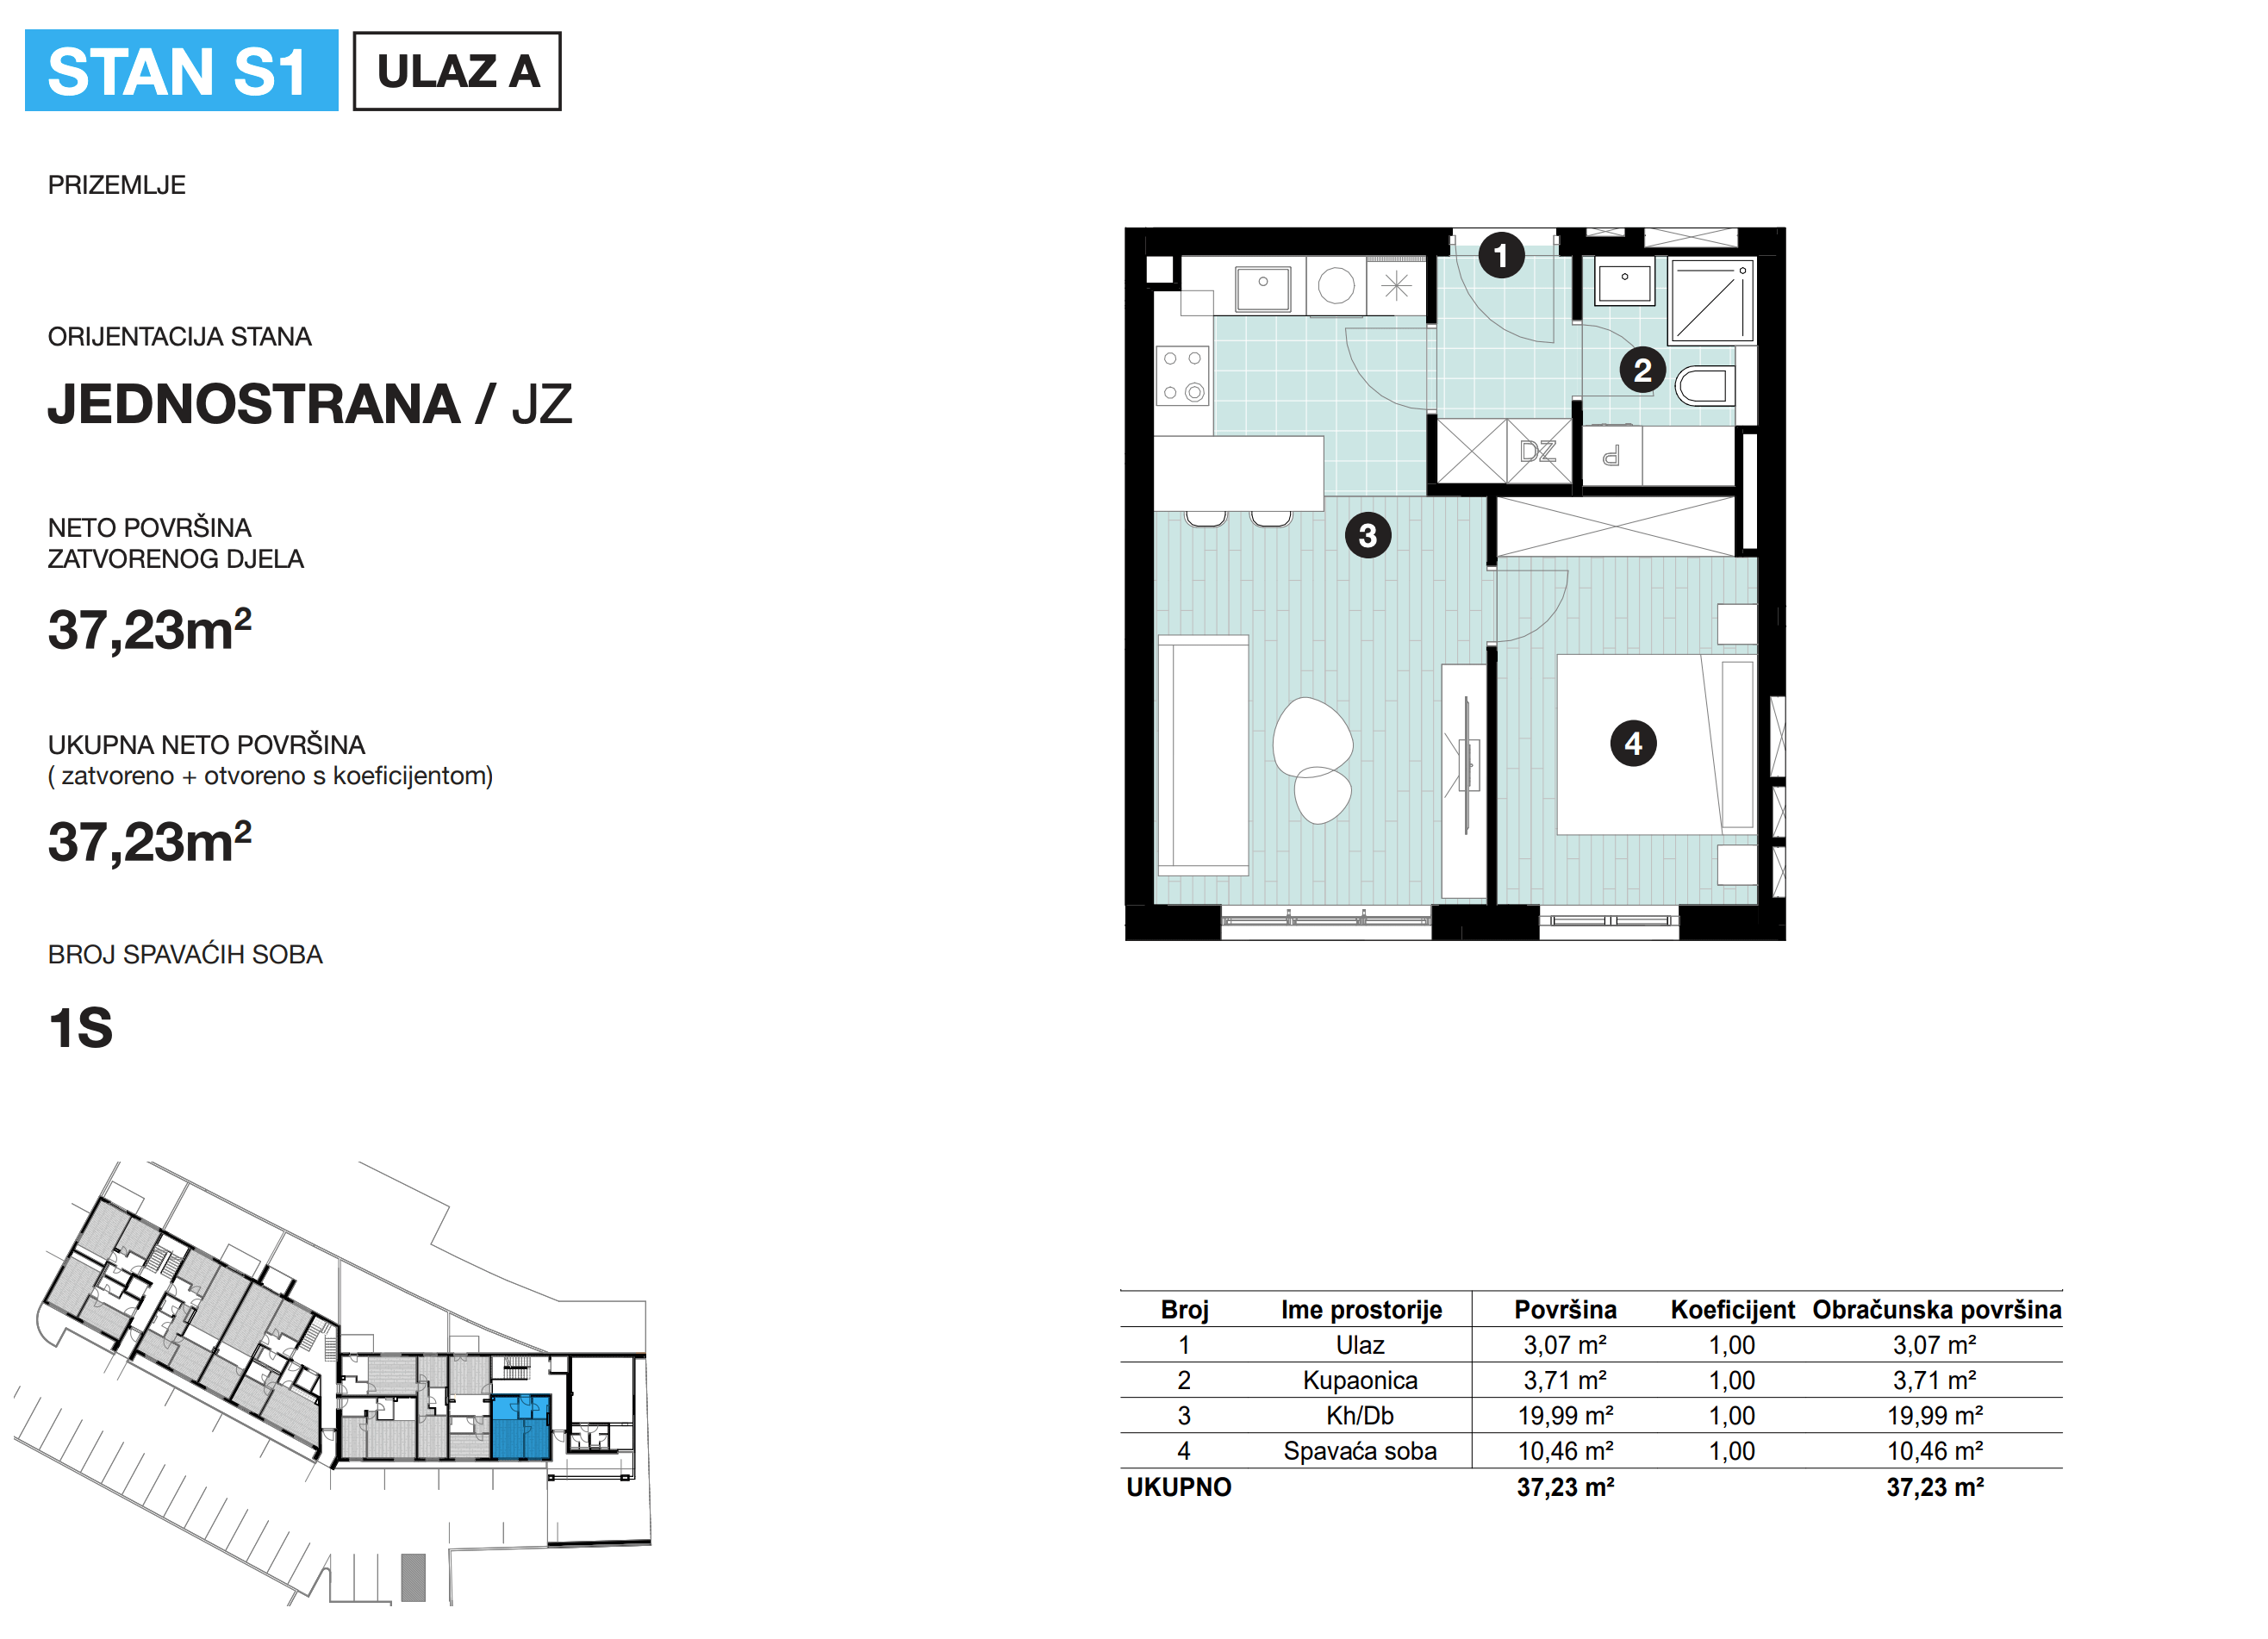 STAN S1 ULAZ A
PRIZEMLJE
ORIJENTACIJA STANA
JEDNOSTRANA / JZ
NETO POVRŠINA
ZATVORENOG DJELA
37,23m²
UKUPNA NETO POVRŠINA
( zatvoreno + otvoreno s koeficijentom)
37,23m²
BROJ SPAVAĆIH SOBA
1S
1
2
DZ
P
3
4
Broj Ime prostorije Površina Koeficijent Obračunska površina
1 Ulaz 3,07 m² 1,00 3,07 m²
2 Kupaonica 3,71 m² 1,00 3,71 m²
3 Kh/Db 19,99 m² 1,00 19,99 m²
4 Spavaća soba 10,46 m² 1,00 10,46 m²
UKUPNO 37,23 m² 37,23 m²